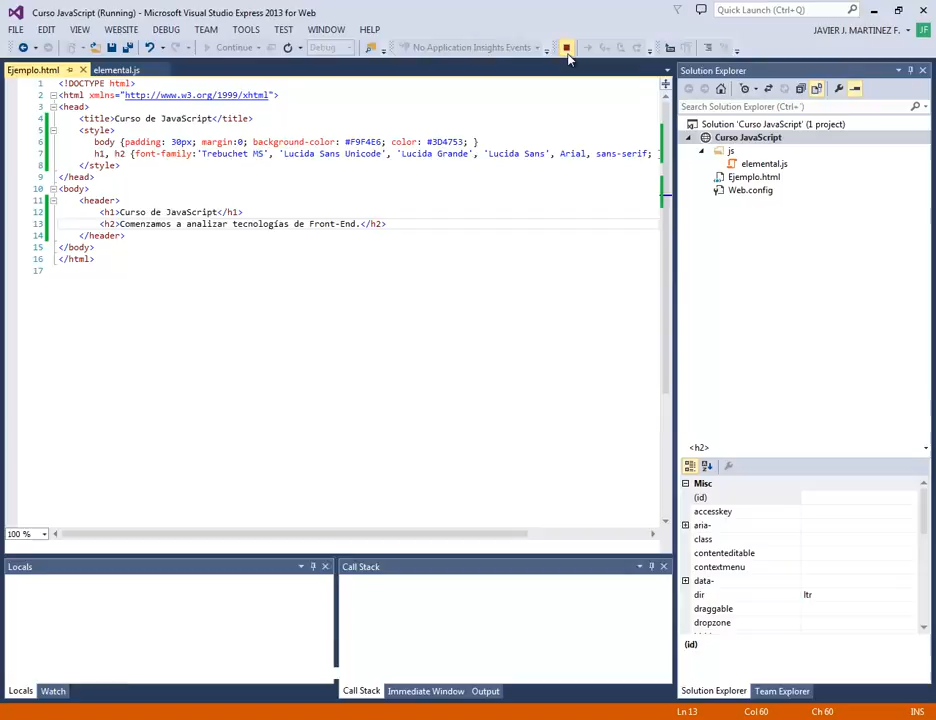 Curso JavaScript (Running) - Microsoft Visual Studio Express 2013 for Web
Quick Launch (Ctrl+Q)
FILE EDIT VIEW WEBSITE DEBUG TEAM TOOLS TEST WINDOW HELP
JAVIER J. MARTINEZ F. JF
Continue Debug No Application Insights Events
Ejemplo.html elemental.js
1 <!DOCTYPE html>
2 <html xmlns="http://www.w3.org/1999/xhtml">
3 <head>
4 <title>Curso de JavaScript</title>
5 <style>
6 body {padding: 30px; margin:0; background-color: #F9F4E6; color: #3D4753; }
7 h1, h2 {font-family:'Trebuchet MS', 'Lucida Sans Unicode', 'Lucida Grande', 'Lucida Sans', Arial, sans-serif;
8 </style>
9 </head>
10 <body>
11 <header>
12 <h1>Curso de JavaScript</h1>
13 <h2>Comenzamos a analizar tecnologías de Front-End.</h2>
14 </header>
15 </body>
16 </html>
17
100 %
Solution Explorer
Search Solution Explorer (Ctrl+´)
Solution 'Curso JavaScript' (1 project)
Curso JavaScript
js
elemental.js
Ejemplo.html
Web.config
<h2>
Misc
(id)
accesskey
aria-
class
contenteditable
contextmenu
data-
dir ltr
draggable
dropzone
(id)
Solution Explorer Team Explorer
Locals
Call Stack
Locals Watch
Call Stack Immediate Window Output
Ln 13 Col 60 Ch 60 INS